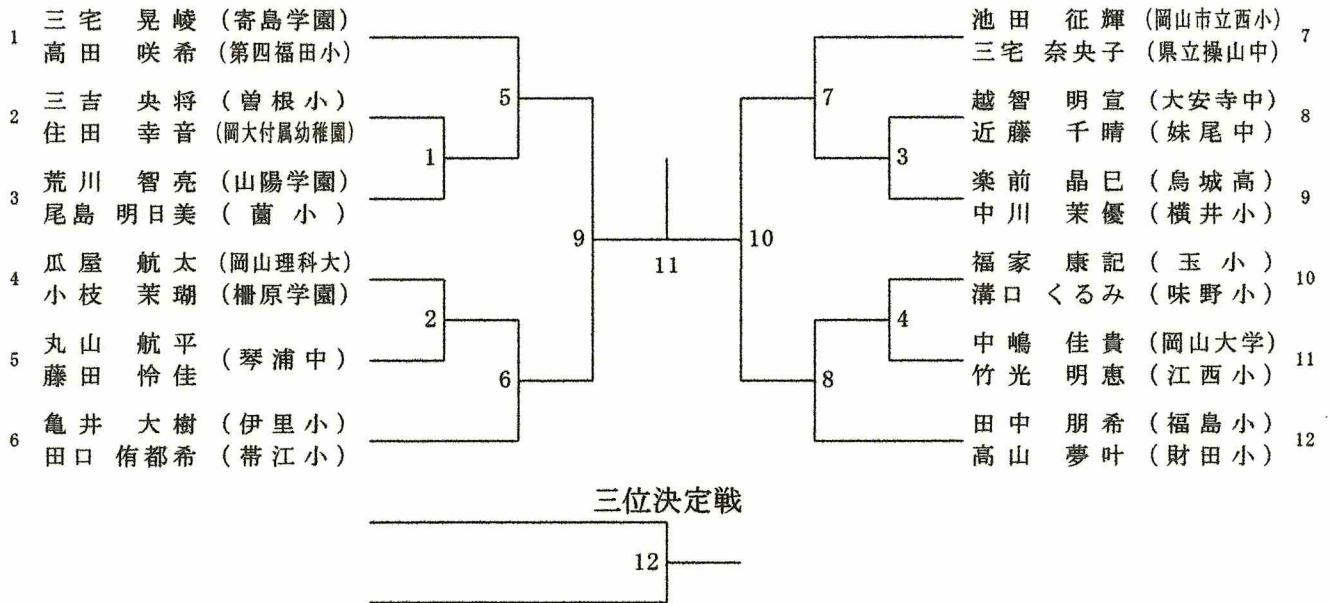 1 三宅 晃崚 (寄島学園)
高田 咲希 (第四福田小)
2 三吉 央将 (曽根小)
住田 幸音 (岡大付属幼稚園)
3 荒川 智亮 (山陽学園)
尾島 明日美 (薗小)
4 瓜屋 航太 (岡山理科大)
小枝 茉瑚 (柵原学園)
5 丸山 航平
藤田 怜佳 (琴浦中)
6 亀井 大樹 (伊里小)
田口 侑都希 (帯江小)
1
2
5
6
9
11
10
7
8
3
4
池田 征輝 (岡山市立西小) 7
三宅 奈央子 (県立操山中)
越智 明宣 (大安寺中) 8
近藤 千晴 (妹尾中)
楽前 晶巳 (烏城高) 9
中川 茉優 (横井小)
福家 康記 (玉小) 10
溝口 くるみ (味野小)
中嶋 佳貴 (岡山大学) 11
竹光 明恵 (江西小)
田中 朋希 (福島小) 12
高山 夢叶 (財田小)
三位決定戦
12